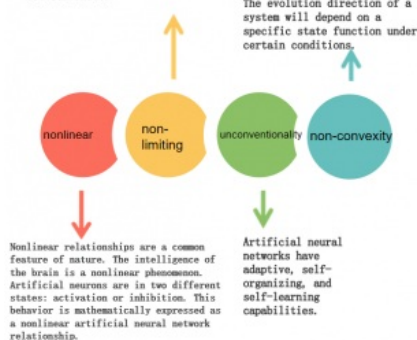 The evolution direction of a
system will depend on a
specific state function under
certain conditions.
nonlinear
non-
limiting
unconventionality
non-convexity
Nonlinear relationships are a common
feature of nature. The intelligence of
the brain is a nonlinear phenomenon.
Artificial neurons are in two different
states: activation or inhibition. This
behavior is mathematically expressed as
a nonlinear artificial neural network
relationship.
Artificial neural
networks have
adaptive, self-
organizing, and
self-learning
capabilities.